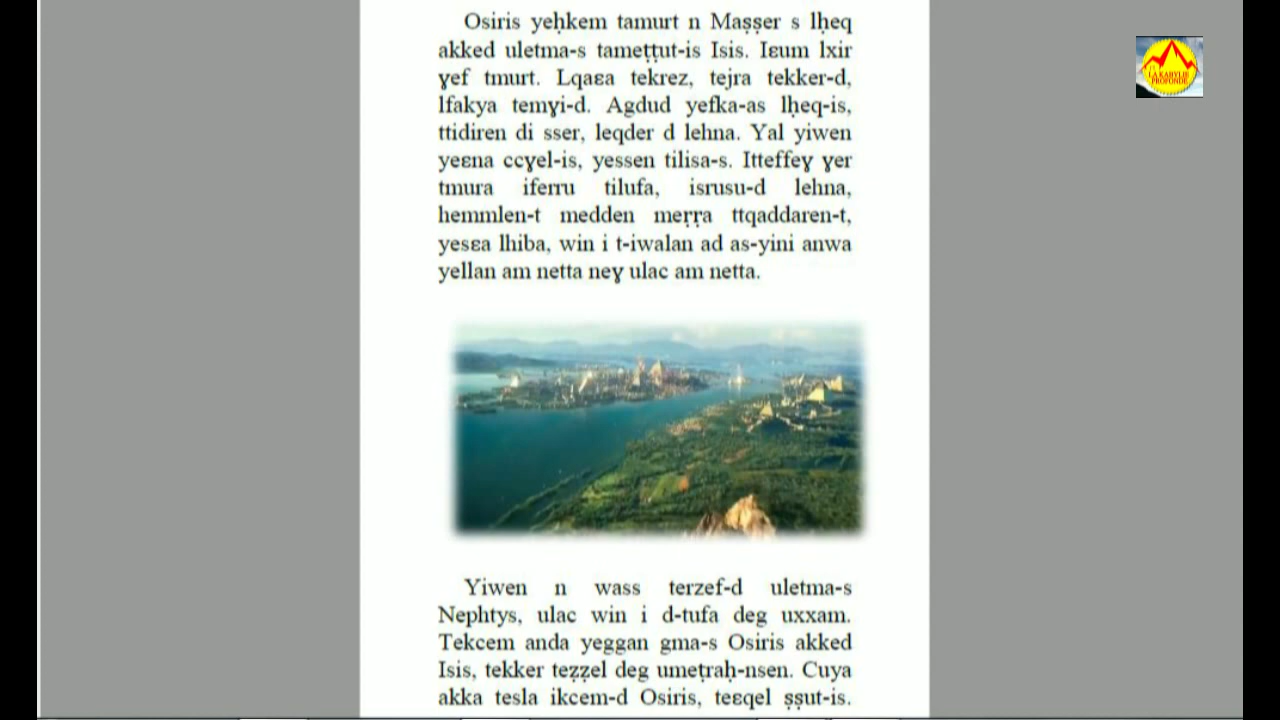 Osiris yeḥkem tamurt n Maṣṣer s lḥeq
akked uletma-s tameṭṭut-is Isis. Iɛum lxir
ɣef tmurt. Lqaɛa tekrez, tejra tekker-d,
lfakya temɣi-d. Agdud yefka-as lḥeq-is,
ttidiren di sser, leqder d lehna. Yal yiwen
yeɛna ccɣel-is, yessen tilisa-s. Itteffeɣ ɣer
tmura iferru tilufa, isrusu-d lehna,
hemmlen-t medden meṛṛa ttqaddaren-t,
yesɛa lhiba, win i t-iwalan ad as-yini anwa
yellan am netta neɣ ulac am netta.
Yiwen n wass terzef-d uletma-s
Nephtys, ulac win i d-tufa deg uxxam.
Tekcem anda yeggan gma-s Osiris akked
Isis, tekker teẓẓel deg umeṭraḥ-nsen. Cuya
akka tesla ikcem-d Osiris, teɛqel ṣṣut-is.
LA KABYLIE
PROFONDE